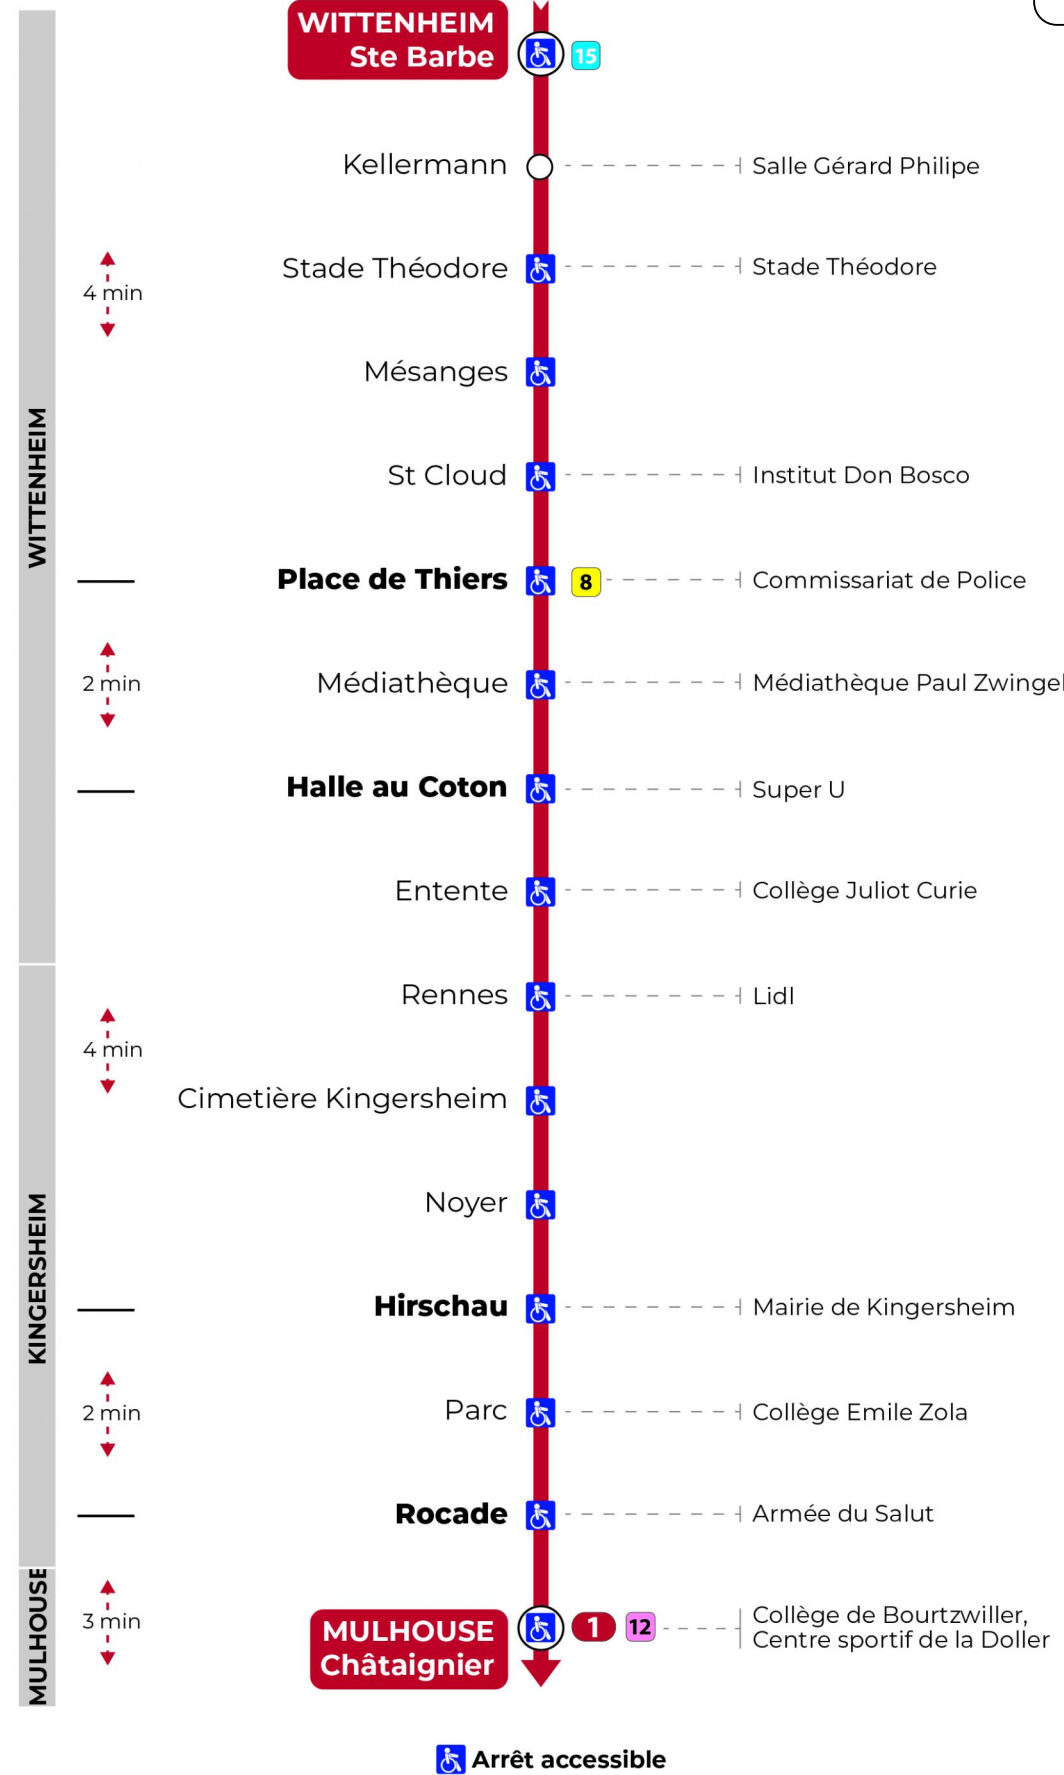 WITTENHEIM
Ste Barbe
15
Kellermann
Salle Gérard Philipe
Stade Théodore
Stade Théodore
4 min
Mésanges
WITTENHEIM
St Cloud
Institut Don Bosco
Place de Thiers
8
Commissariat de Police
2 min
Médiathèque
Médiathèque Paul Zwingel
Halle au Coton
Super U
Entente
Collège Juliot Curie
Rennes
Lidl
4 min
Cimetière Kingersheim
Noyer
KINGERSHEIM
Hirschau
Mairie de Kingersheim
2 min
Parc
Collège Emile Zola
Rocade
Armée du Salut
MULHOUSE
3 min
MULHOUSE
Châtaignier
1
12
Collège de Bourtzwiller,
Centre sportif de la Doller
Arrêt accessible